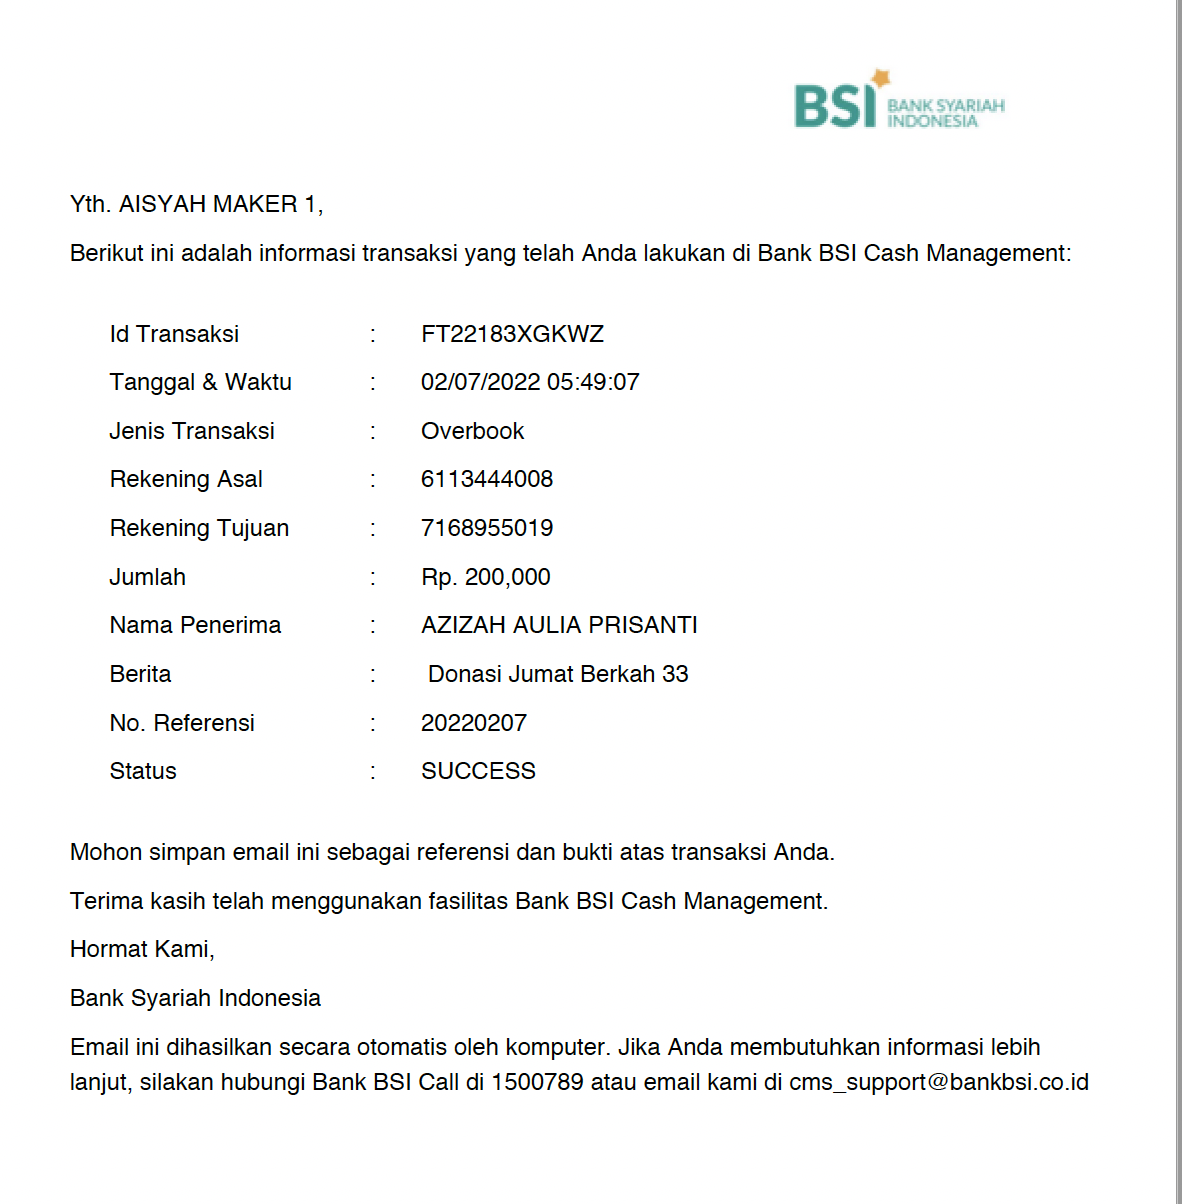 BSI BANK SYARIAH
INDONESIA
Yth. AISYAH MAKER 1,
Berikut ini adalah informasi transaksi yang telah Anda lakukan di Bank BSI Cash Management:
Id Transaksi : FT22183XGKWZ
Tanggal & Waktu : 02/07/2022 05:49:07
Jenis Transaksi : Overbook
Rekening Asal : 6113444008
Rekening Tujuan : 7168955019
Jumlah : Rp. 200,000
Nama Penerima : AZIZAH AULIA PRISANTI
Berita : Donasi Jumat Berkah 33
No. Referensi : 20220207
Status : SUCCESS
Mohon simpan email ini sebagai referensi dan bukti atas transaksi Anda.
Terima kasih telah menggunakan fasilitas Bank BSI Cash Management.
Hormat Kami,
Bank Syariah Indonesia
Email ini dihasilkan secara otomatis oleh komputer. Jika Anda membutuhkan informasi lebih
lanjut, silakan hubungi Bank BSI Call di 1500789 atau email kami di cms_support@bankbsi.co.id